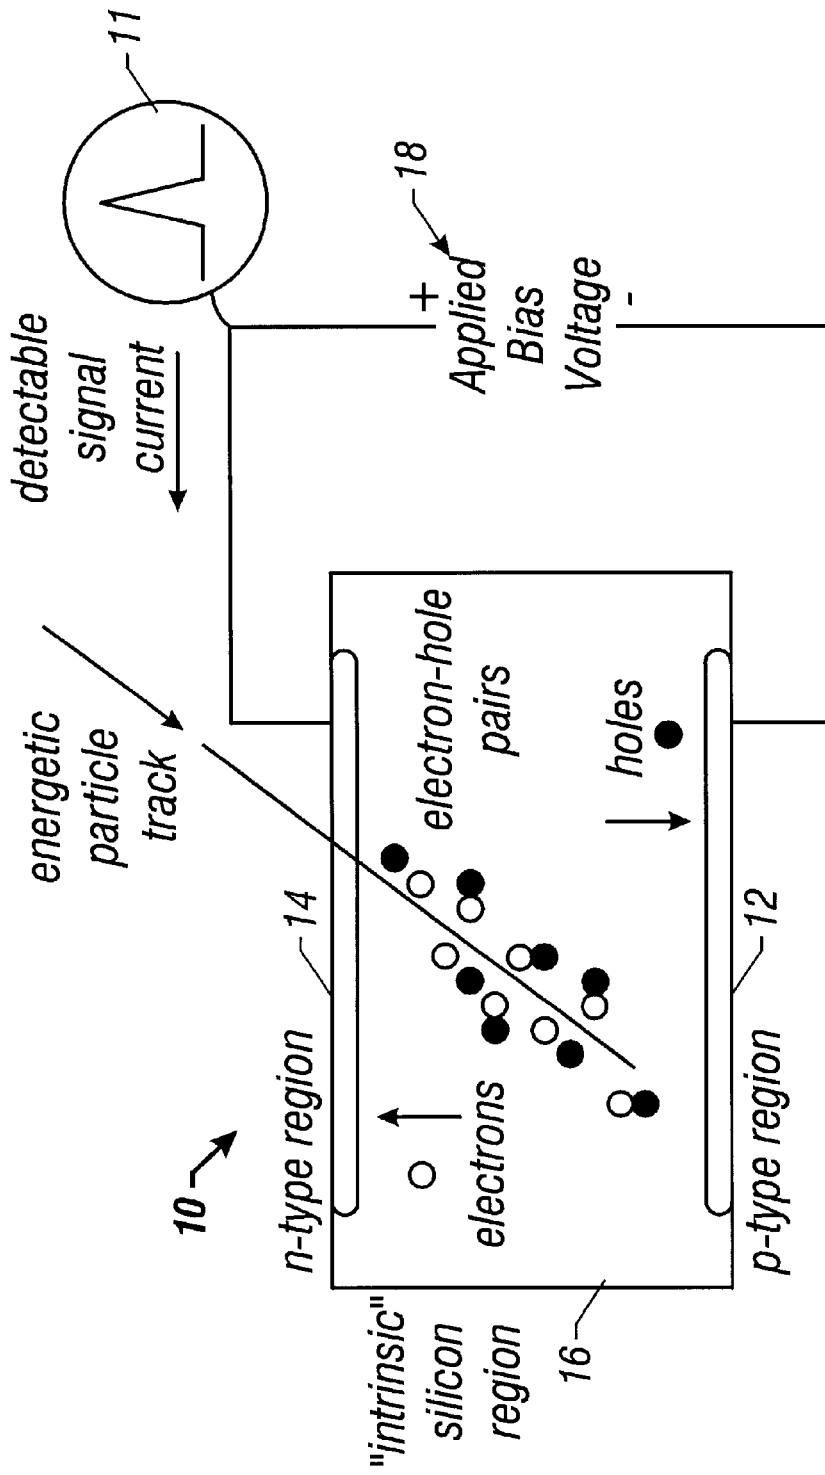 detectable
signal
current
11
energetic
particle
track
10
n-type region
14
18
+
Applied
Bias
Voltage
-
"intrinsic"
silicon
region
16
electrons
electron-hole
pairs
holes
p-type region
12